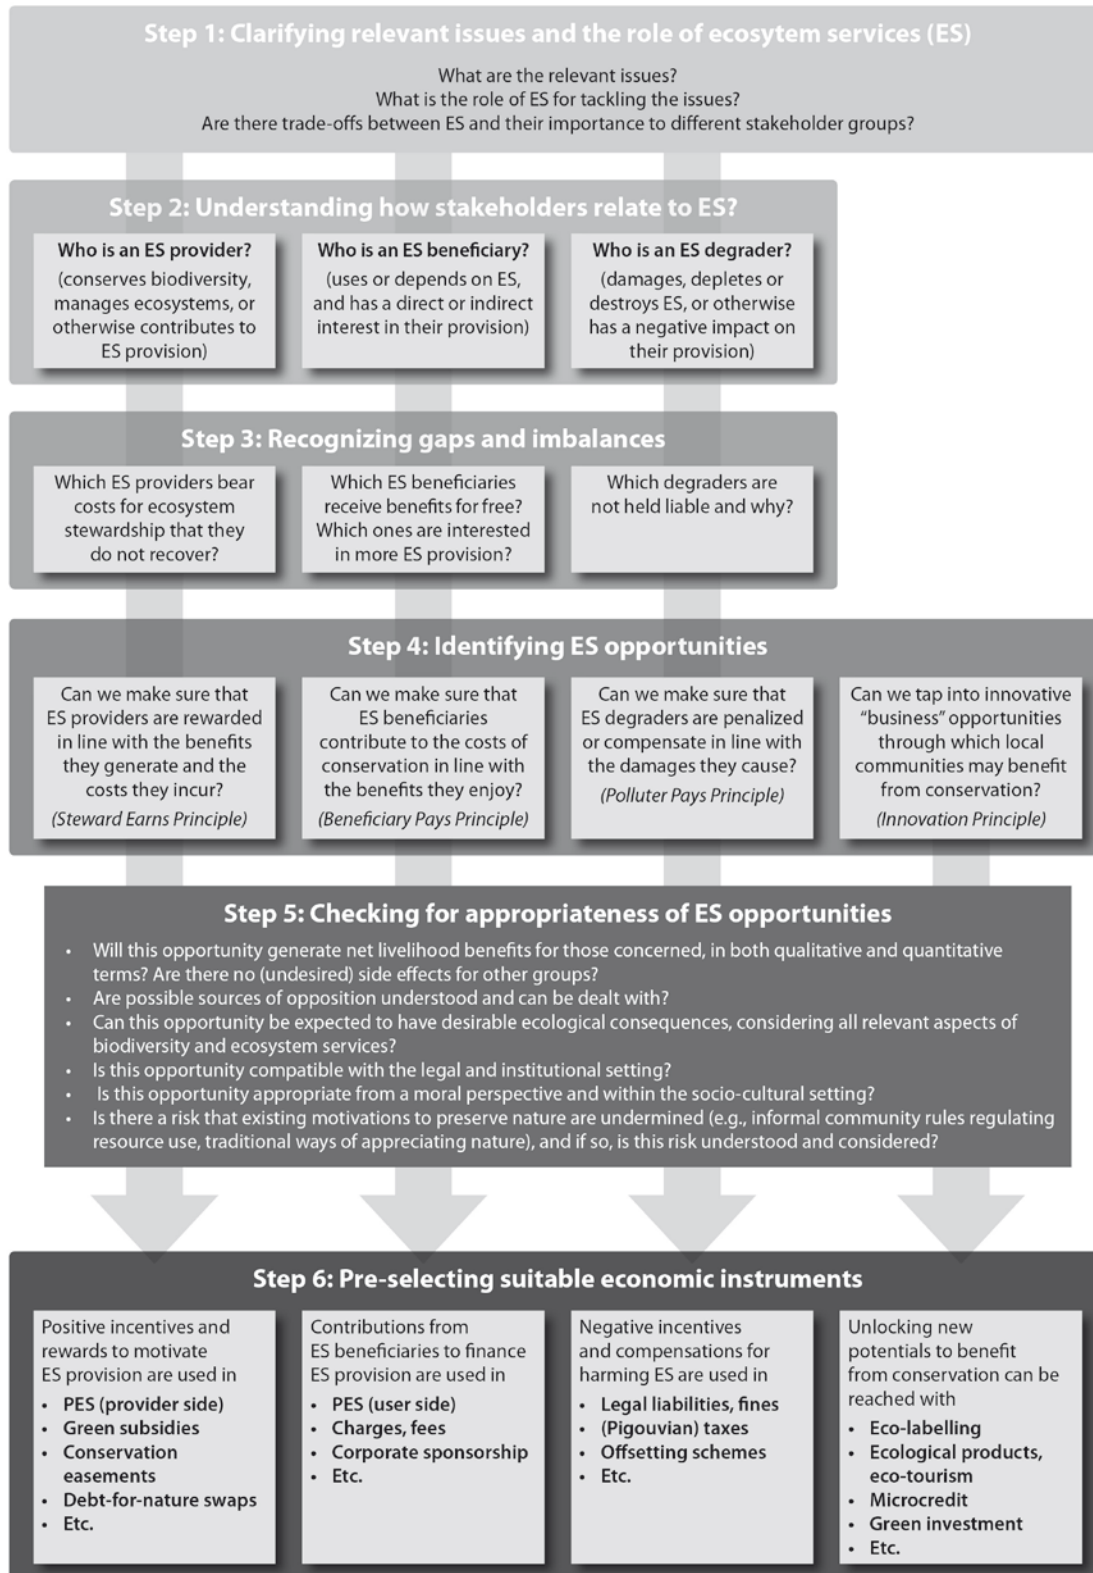 Step 1: Clarifying relevant issues and the role of ecosytem services (ES)
What are the relevant issues?
What is the role of ES for tackling the issues?
Are there trade-offs between ES and their importance to different stakeholder groups?
Step 2: Understanding how stakeholders relate to ES?
Who is an ES provider?
(conserves biodiversity,
manages ecosystems, or
otherwise contributes to
ES provision)
Who is an ES beneficiary?
(uses or depends on ES,
and has a direct or indirect
interest in their provision)
Who is an ES degrader?
(damages, depletes or
destroys ES, or otherwise
has a negative impact on
their provision)
Step 3: Recognizing gaps and imbalances
Which ES providers bear
costs for ecosystem
stewardship that they
do not recover?
Which ES beneficiaries
receive benefits for free?
Which ones are interested
in more ES provision?
Which degraders are
not held liable and why?
Step 4: Identifying ES opportunities
Can we make sure that
ES providers are rewarded
in line with the benefits
they generate and the
costs they incur?
(Steward Earns Principle)
Can we make sure that
ES beneficiaries
contribute to the costs of
conservation in line with
the benefits they enjoy?
(Beneficiary Pays Principle)
Can we make sure that
ES degraders are penalized
or compensate in line with
the damages they cause?
(Polluter Pays Principle)
Can we tap into innovative
“business” opportunities
through which local
communities may benefit
from conservation?
(Innovation Principle)
Step 5: Checking for appropriateness of ES opportunities
• Will this opportunity generate net livelihood benefits for those concerned, in both qualitative and quantitative
terms? Are there no (undesired) side effects for other groups?
• Are possible sources of opposition understood and can be dealt with?
• Can this opportunity be expected to have desirable ecological consequences, considering all relevant aspects of
biodiversity and ecosystem services?
• Is this opportunity compatible with the legal and institutional setting?
• Is this opportunity appropriate from a moral perspective and within the socio-cultural setting?
• Is there a risk that existing motivations to preserve nature are undermined (e.g., informal community rules regulating
resource use, traditional ways of appreciating nature), and if so, is this risk understood and considered?
Step 6: Pre-selecting suitable economic instruments
Positive incentives and
rewards to motivate
ES provision are used in
• PES (provider side)
• Green subsidies
• Conservation
easements
• Debt-for-nature swaps
• Etc.
Contributions from
ES beneficiaries to finance
ES provision are used in
• PES (user side)
• Charges, fees
• Corporate sponsorship
• Etc.
Negative incentives
and compensations for
harming ES are used in
• Legal liabilities, fines
• (Pigouvian) taxes
• Offsetting schemes
• Etc.
Unlocking new
potentials to benefit
from conservation can be
reached with
• Eco-labelling
• Ecological products,
eco-tourism
• Microcredit
• Green investment
• Etc.